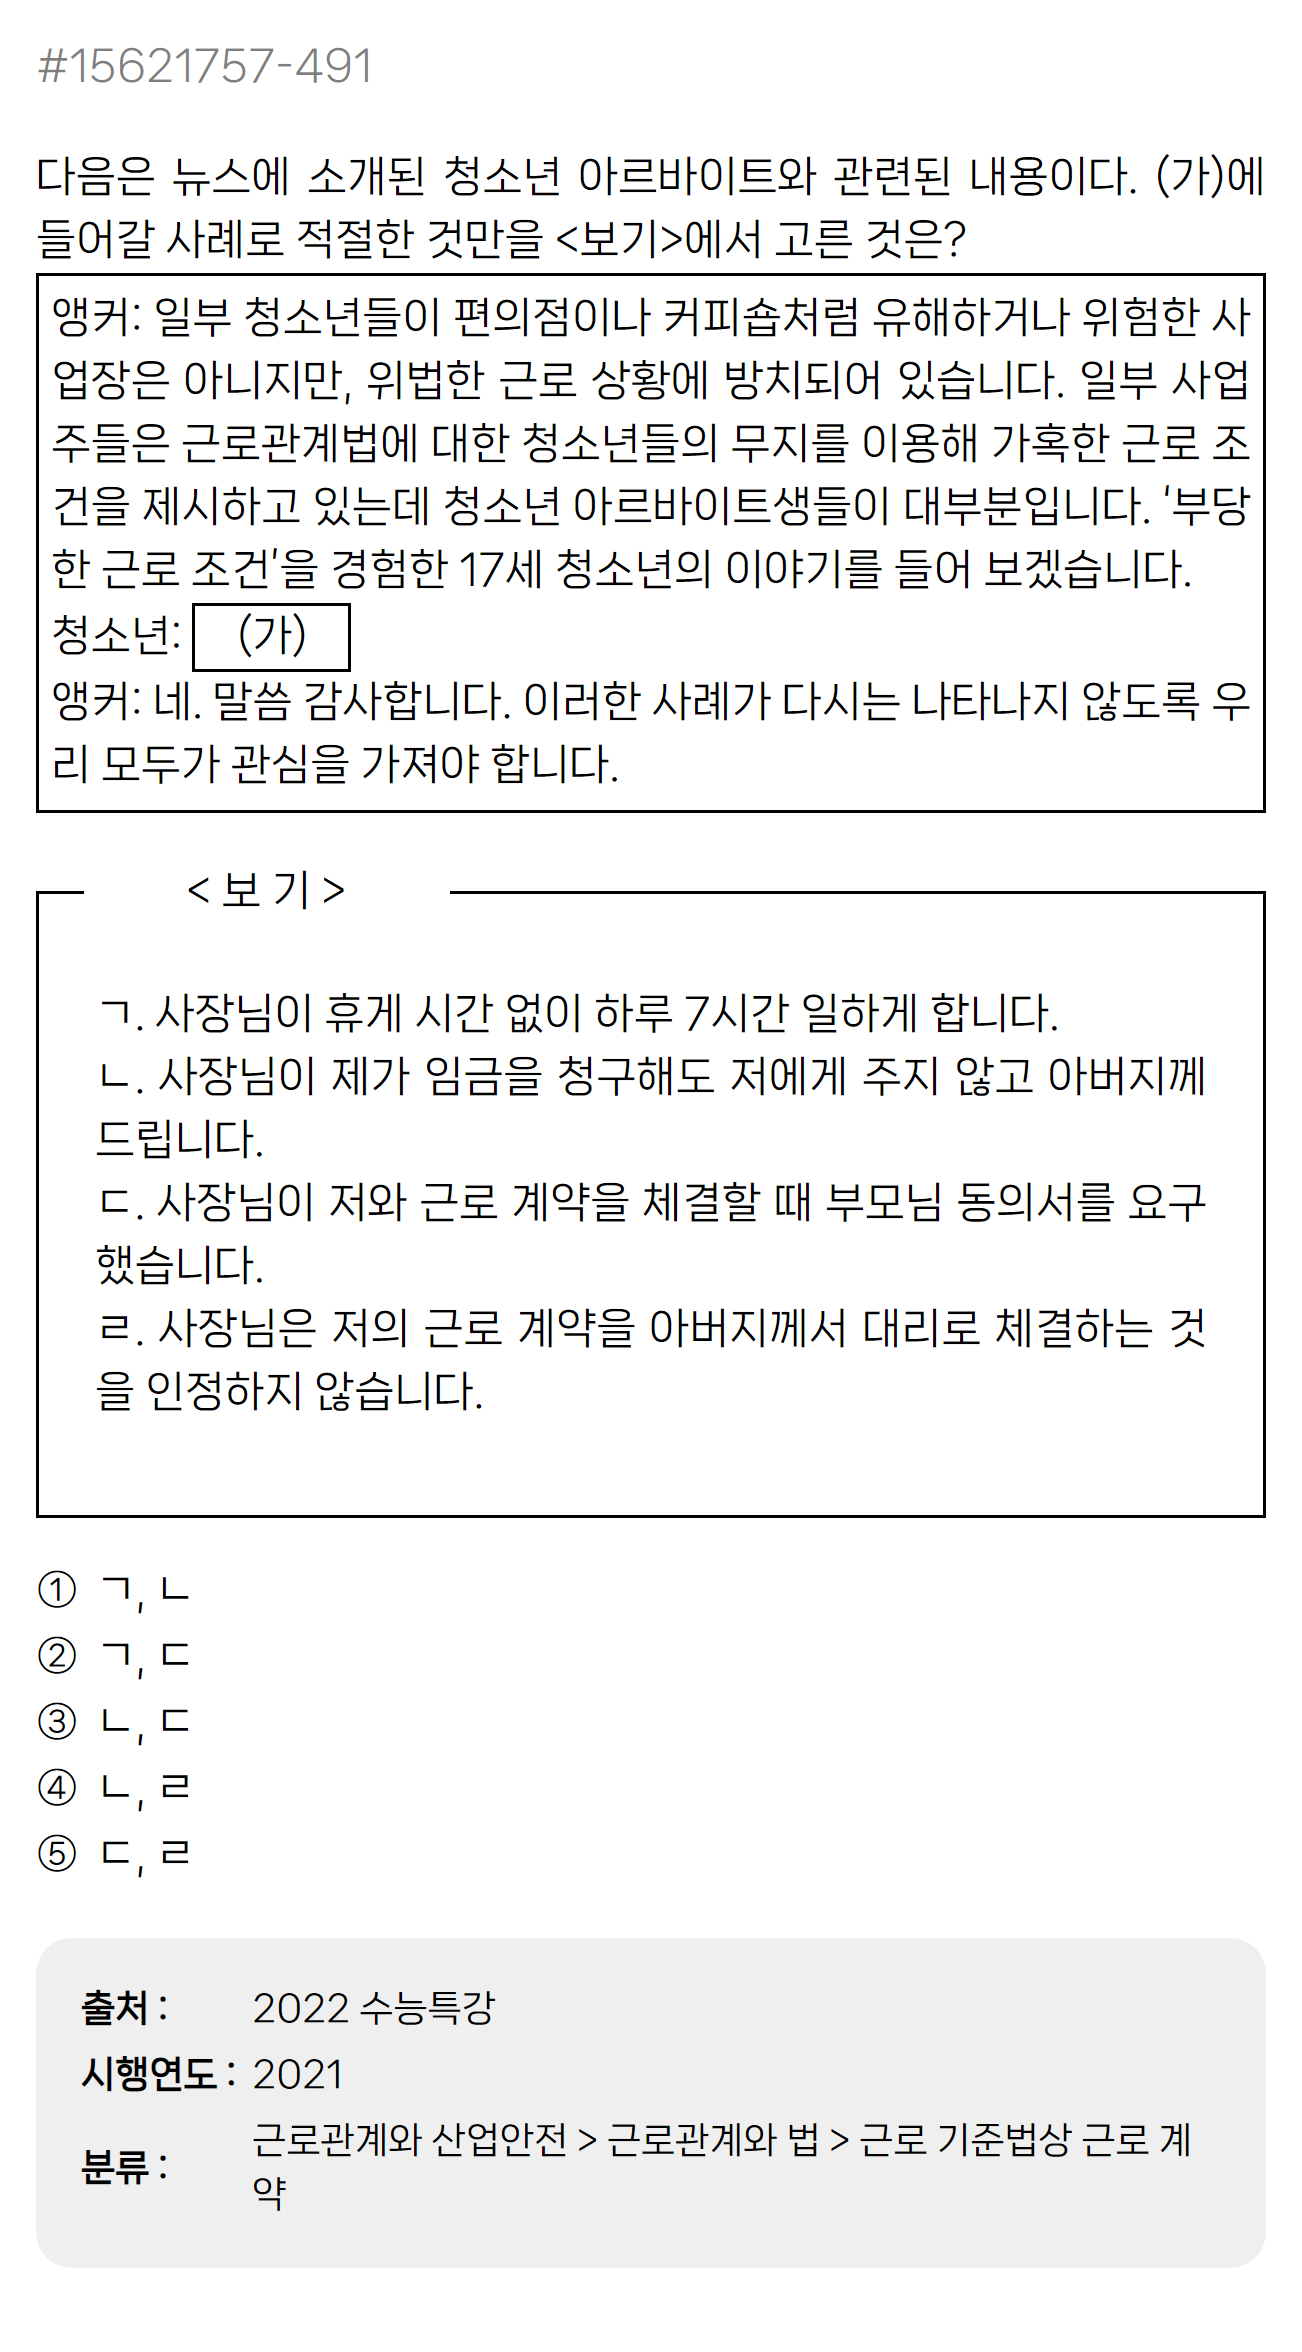 #15621757-491
다음은 뉴스에 소개된 청소년 아르바이트와 관련된 내용이다. (가)에
들어갈 사례로 적절한 것만을 <보기>에서 고른 것은?
앵커: 일부 청소년들이 편의점이나 커피숍처럼 유해하거나 위험한 사
업장은 아니지만, 위법한 근로 상황에 방치되어 있습니다. 일부 사업
주들은 근로관계법에 대한 청소년들의 무지를 이용해 가혹한 근로 조
건을 제시하고 있는데 청소년 아르바이트생들이 대부분입니다. '부당
한 근로 조건'을 경험한 17세 청소년의 이야기를 들어 보겠습니다.
청소년: (가)
앵커: 네. 말씀 감사합니다. 이러한 사례가 다시는 나타나지 않도록 우
리 모두가 관심을 가져야 합니다.
< 보 기 >
ㄱ. 사장님이 휴게 시간 없이 하루 7시간 일하게 합니다.
ㄴ. 사장님이 제가 임금을 청구해도 저에게 주지 않고 아버지께
드립니다.
ㄷ. 사장님이 저와 근로 계약을 체결할 때 부모님 동의서를 요구
했습니다.
ㄹ. 사장님은 저의 근로 계약을 아버지께서 대리로 체결하는 것
을 인정하지 않습니다.
① ㄱ, ㄴ
② ㄱ, ㄷ
③ ㄴ, ㄷ
④ ㄴ, ㄹ
⑤ ㄷ, ㄹ
출처 : 2022 수능특강
시행연도 : 2021
분류 : 근로관계와 산업안전 > 근로관계와 법 > 근로 기준법상 근로 계
약